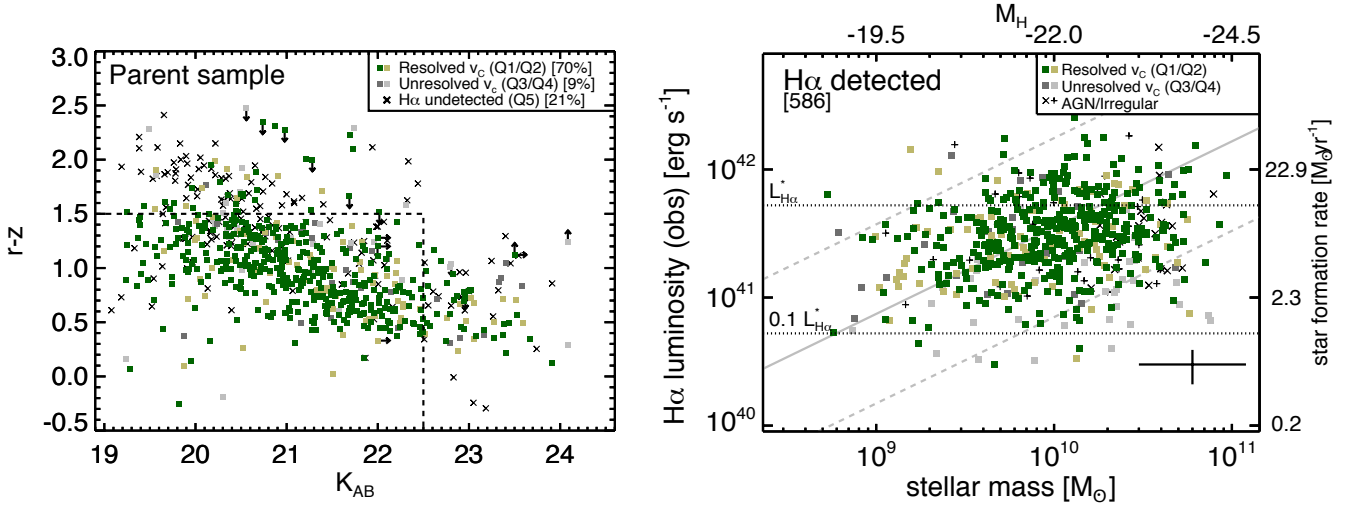 Parent sample
Resolved v_C (Q1/Q2) [70%]
Unresolved v_C (Q3/Q4) [9%]
Hα undetected (Q5) [21%]
3.0
2.5
2.0
1.5
1.0
0.5
0.0
-0.5
r-z
19 20 21 22 23 24
K_AB
M_H
-19.5 -22.0 -24.5
Hα detected
[586]
Resolved v_C (Q1/Q2)
Unresolved v_C (Q3/Q4)
AGN/Irregular
L*_Hα
0.1 L*_Hα
10^42
10^41
10^40
Hα luminosity (obs) [erg s^-1]
22.9
2.3
0.2
star formation rate [M_⊙yr^-1]
10^9 10^10 10^11
stellar mass [M_⊙]